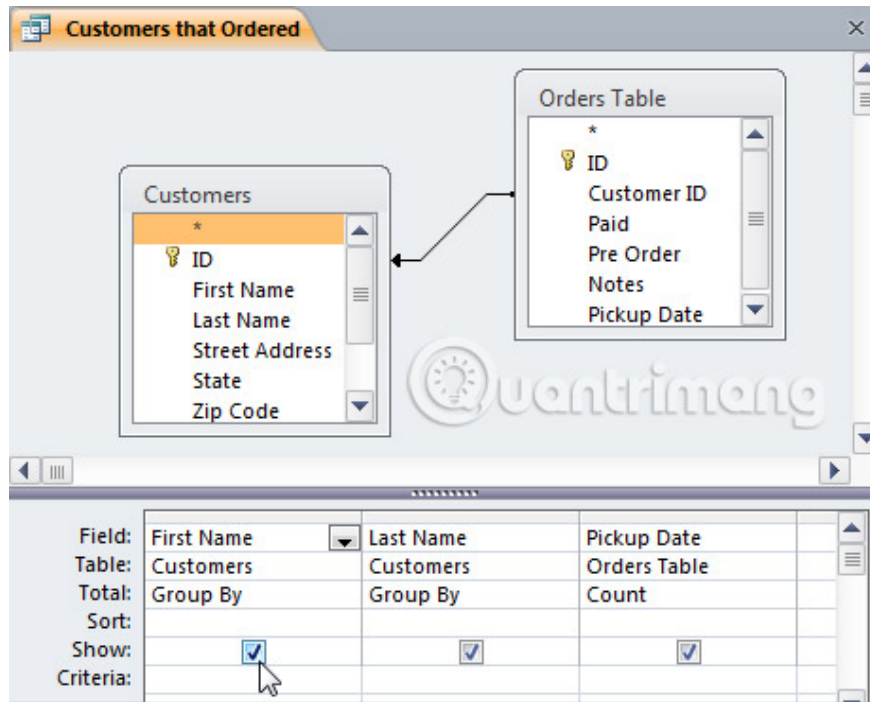 Customers that Ordered
Orders Table
*
ID
Customer ID
Paid
Pre Order
Notes
Pickup Date
Customers
*
ID
First Name
Last Name
Street Address
State
Zip Code
Quantrimang
Field: First Name Last Name Pickup Date
Table: Customers Customers Orders Table
Total: Group By Group By Count
Sort:
Show:
Criteria: